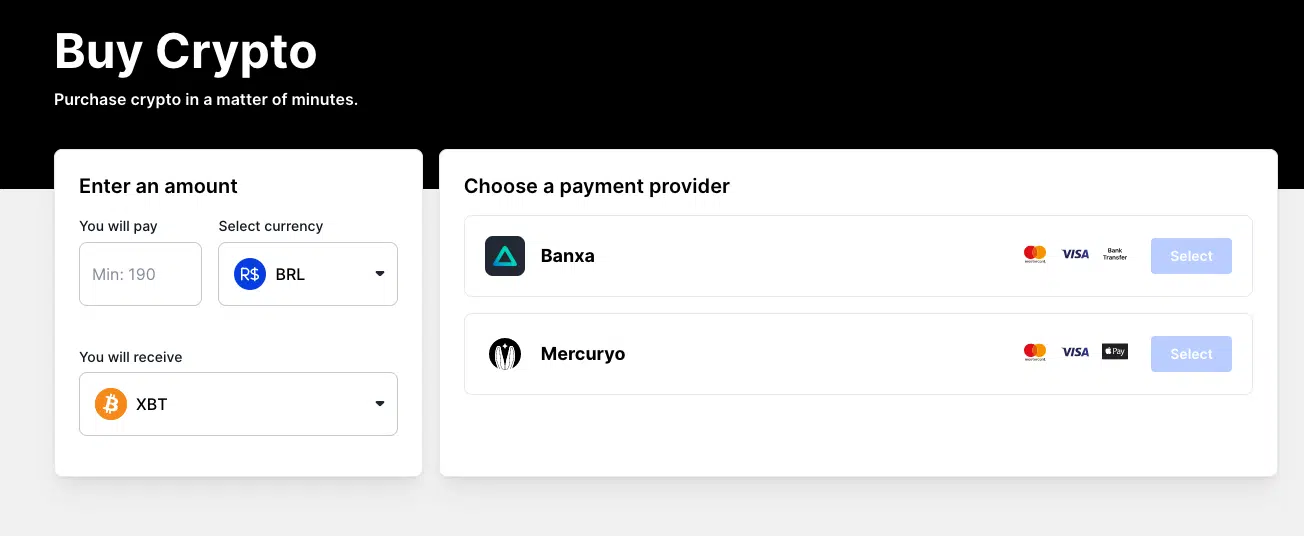 Buy Crypto
Purchase crypto in a matter of minutes.
Enter an amount
You will pay
Select currency
Min: 190
R$ BRL
You will receive
XBT
Choose a payment provider
Banxa
mastercard
VISA
Bank
Transfer
Select
Mercuryo
mastercard
VISA
Pay
Select